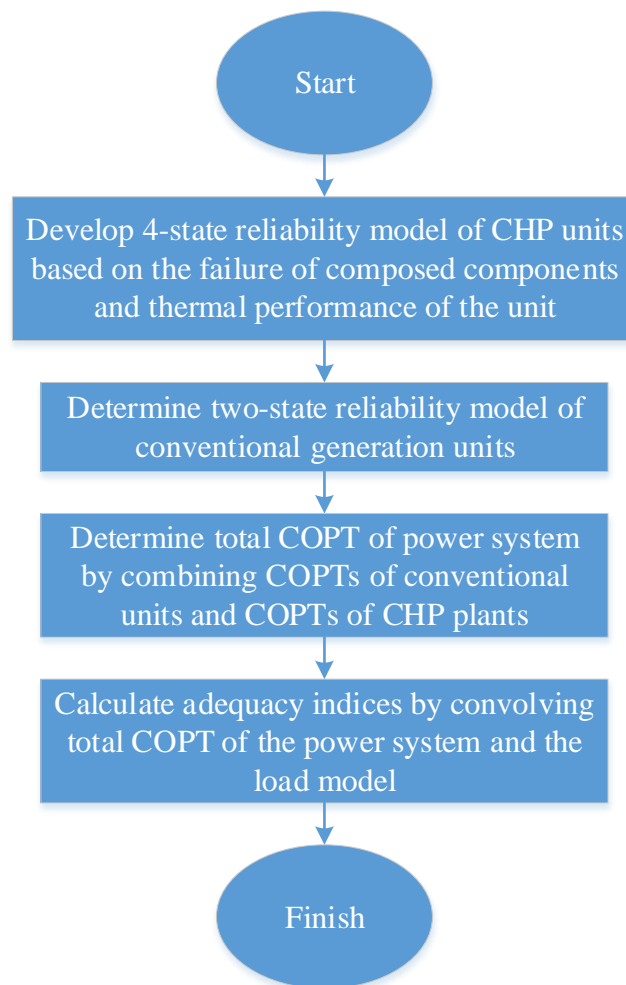 Start
Develop 4-state reliability model of CHP units
based on the failure of composed components
and thermal performance of the unit
Determine two-state reliability model of
conventional generation units
Determine total COPT of power system
by combining COPTs of conventional
units and COPTs of CHP plants
Calculate adequacy indices by convolving
total COPT of the power system and the
load model
Finish